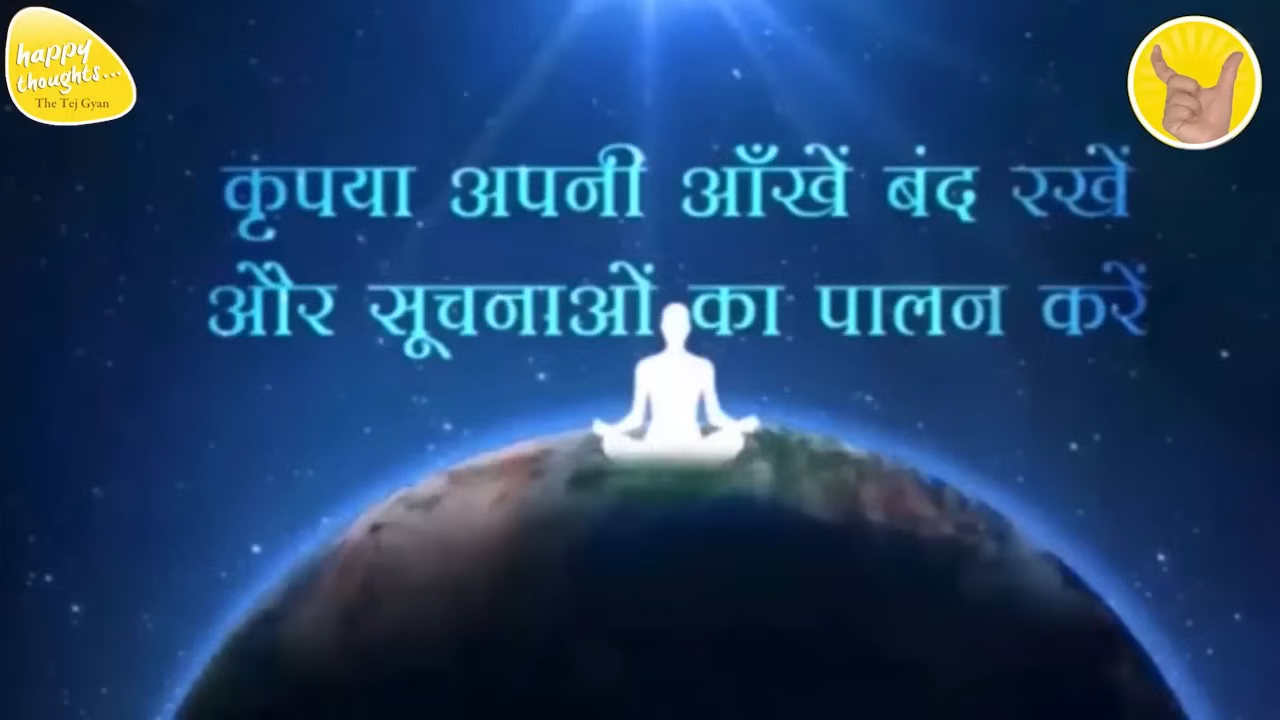 happy
thoughts...
The Tej Gyan
कृपया अपनी आँखें बंद रखें
और सूचनाओं का पालन करें